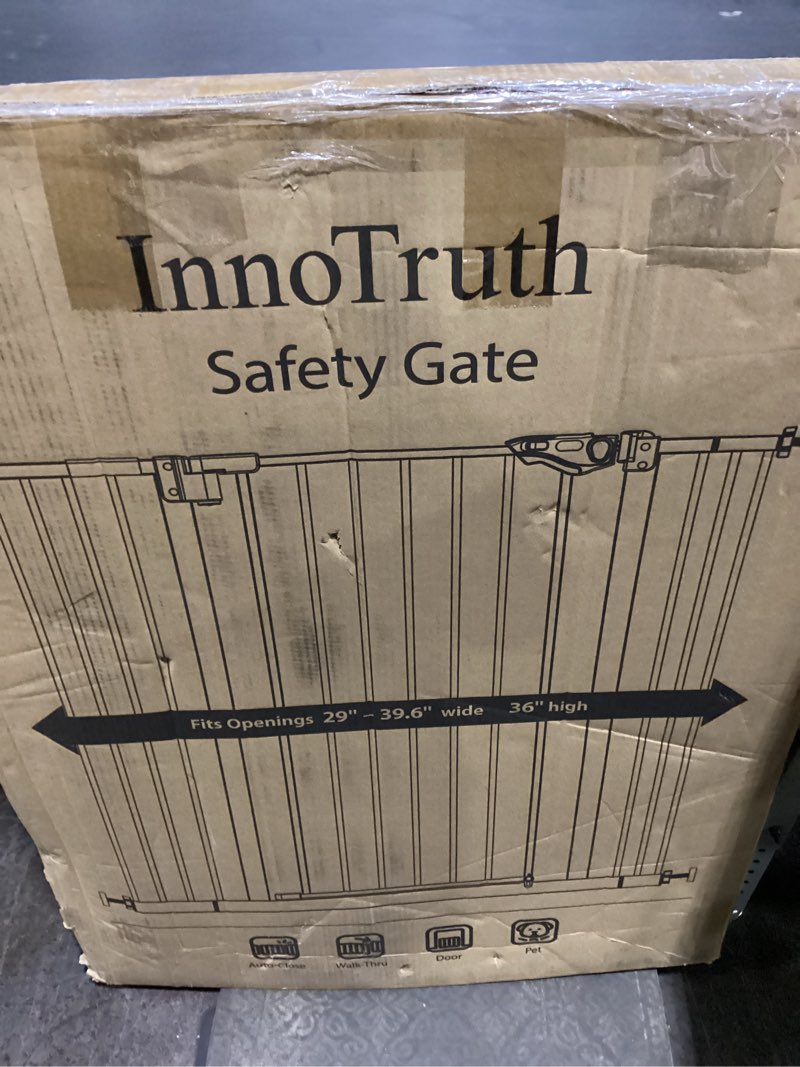 InnoTruth
Safety Gate
Fits Openings 29" – 39.6" wide 36" high
Auto-Close Walk Thru Door Pet